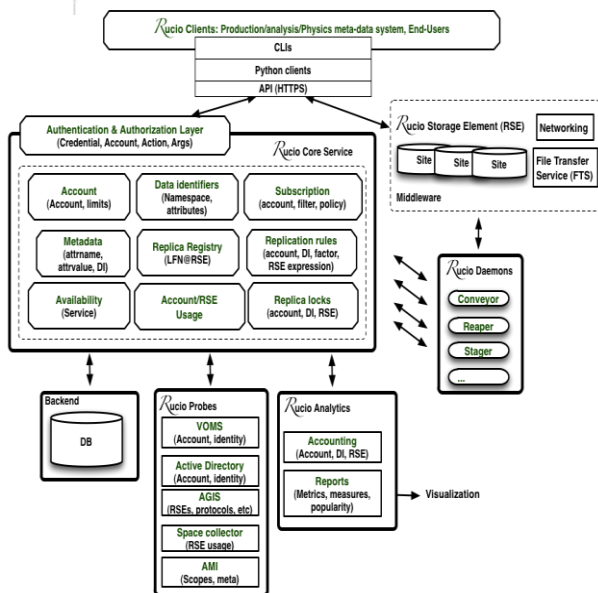 Rucio Clients: Production/analysis/Physics meta-data system, End-Users
CLIs
Python clients
API (HTTPS)
Authentication & Authorization Layer
(Credential, Account, Action, Args)
Rucio Core Service
Account
(Account, limits)
Data identifiers
(Namespace,
attributes)
Subscription
(account, filter, policy)
Metadata
(attrname,
attrvalue, DI)
Replica Registry
(LFN@RSE)
Replication rules
(account, DI, factor,
RSE expression)
Availability
(Service)
Account/RSE
Usage
Replica locks
(account, DI, RSE)
Rucio Storage Element (RSE)
Networking
Site
Site
Site
File Transfer
Service (FTS)
Middleware
Rucio Daemons
Conveyor
Reaper
Stager
...
Backend
DB
Rucio Probes
VOMS
(Account, identity)
Active Directory
(Account, identity)
AGIS
(RSEs, protocols, etc)
Space collector
(RSE usage)
AMI
(Scopes, meta)
Rucio Analytics
Accounting
(Account, DI, RSE)
Reports
(Metrics, measures,
popularity)
Visualization